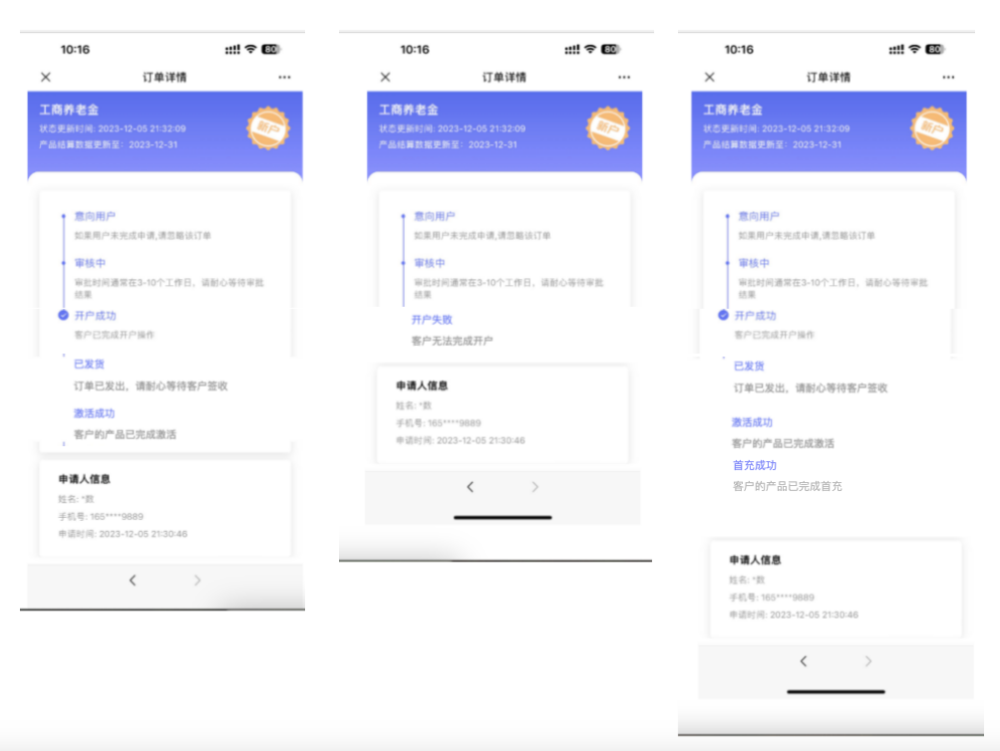 10:16
80
订单详情
工商养老金
状态更新时间: 2023-12-05 21:32:09
产品结算数据更新至: 2023-12-31
新户
意向用户
如果用户未完成申请,请忽略该订单
审核中
审批时间通常在3-10个工作日，请耐心等待审批
结果
开户成功
客户已完成开户操作
已发货
订单已发出，请耐心等待客户签收
激活成功
客户的产品已完成激活
申请人信息
姓名: *数
手机号: 165****9889
申请时间: 2023-12-05 21:30:46
10:16
80
订单详情
工商养老金
状态更新时间: 2023-12-05 21:32:09
产品结算数据更新至: 2023-12-31
新户
意向用户
如果用户未完成申请,请忽略该订单
审核中
审批时间通常在3-10个工作日，请耐心等待审批
结果
开户失败
客户无法完成开户
申请人信息
姓名: *数
手机号: 165****9889
申请时间: 2023-12-05 21:30:46
10:16
80
订单详情
工商养老金
状态更新时间: 2023-12-05 21:32:09
产品结算数据更新至: 2023-12-31
新户
意向用户
如果用户未完成申请,请忽略该订单
审核中
审批时间通常在3-10个工作日，请耐心等待审批
结果
开户成功
客户已完成开户操作
已发货
订单已发出，请耐心等待客户签收
激活成功
客户的产品已完成激活
首充成功
客户的产品已完成首充
申请人信息
姓名: *数
手机号: 165****9889
申请时间: 2023-12-05 21:30:46